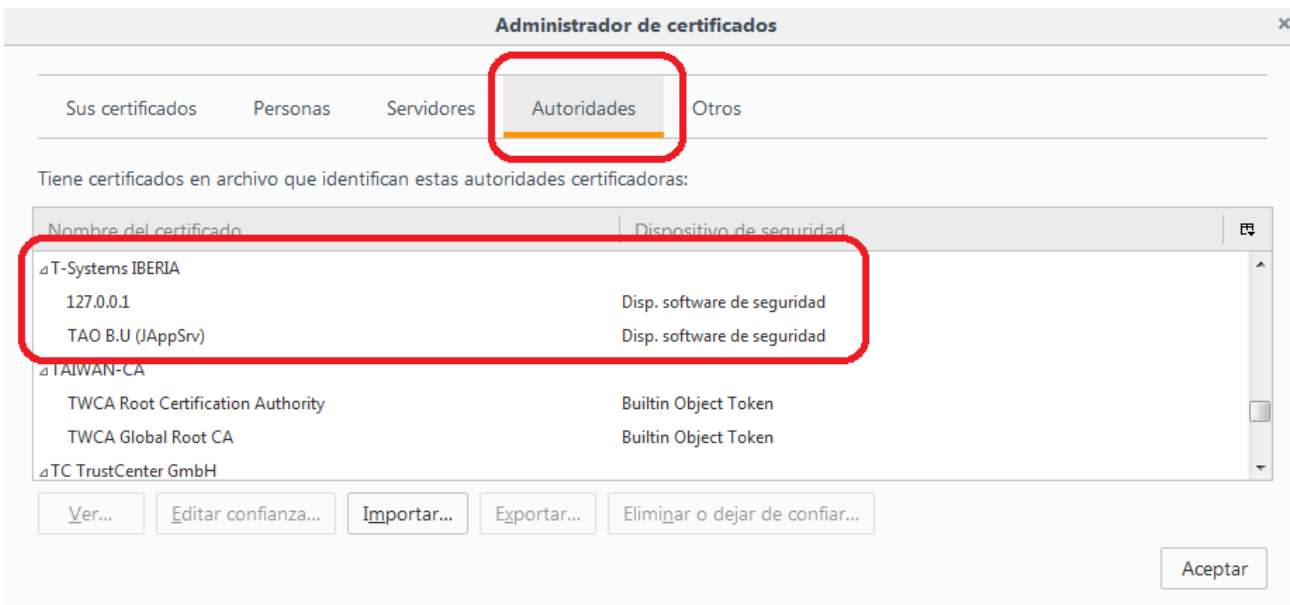 Administrador de certificados
Sus certificados Personas Servidores Autoridades Otros
Tiene certificados en archivo que identifican estas autoridades certificadoras:
Nombre del certificado Dispositivo de seguridad
T-Systems IBERIA
127.0.0.1 Disp. software de seguridad
TAO B.U (JAppSrv) Disp. software de seguridad
TAIWAN-CA
TWCA Root Certification Authority Builtin Object Token
TWCA Global Root CA Builtin Object Token
TC TrustCenter GmbH
Ver... Editar confianza... Importar... Exportar... Eliminar o dejar de confiar...
Aceptar